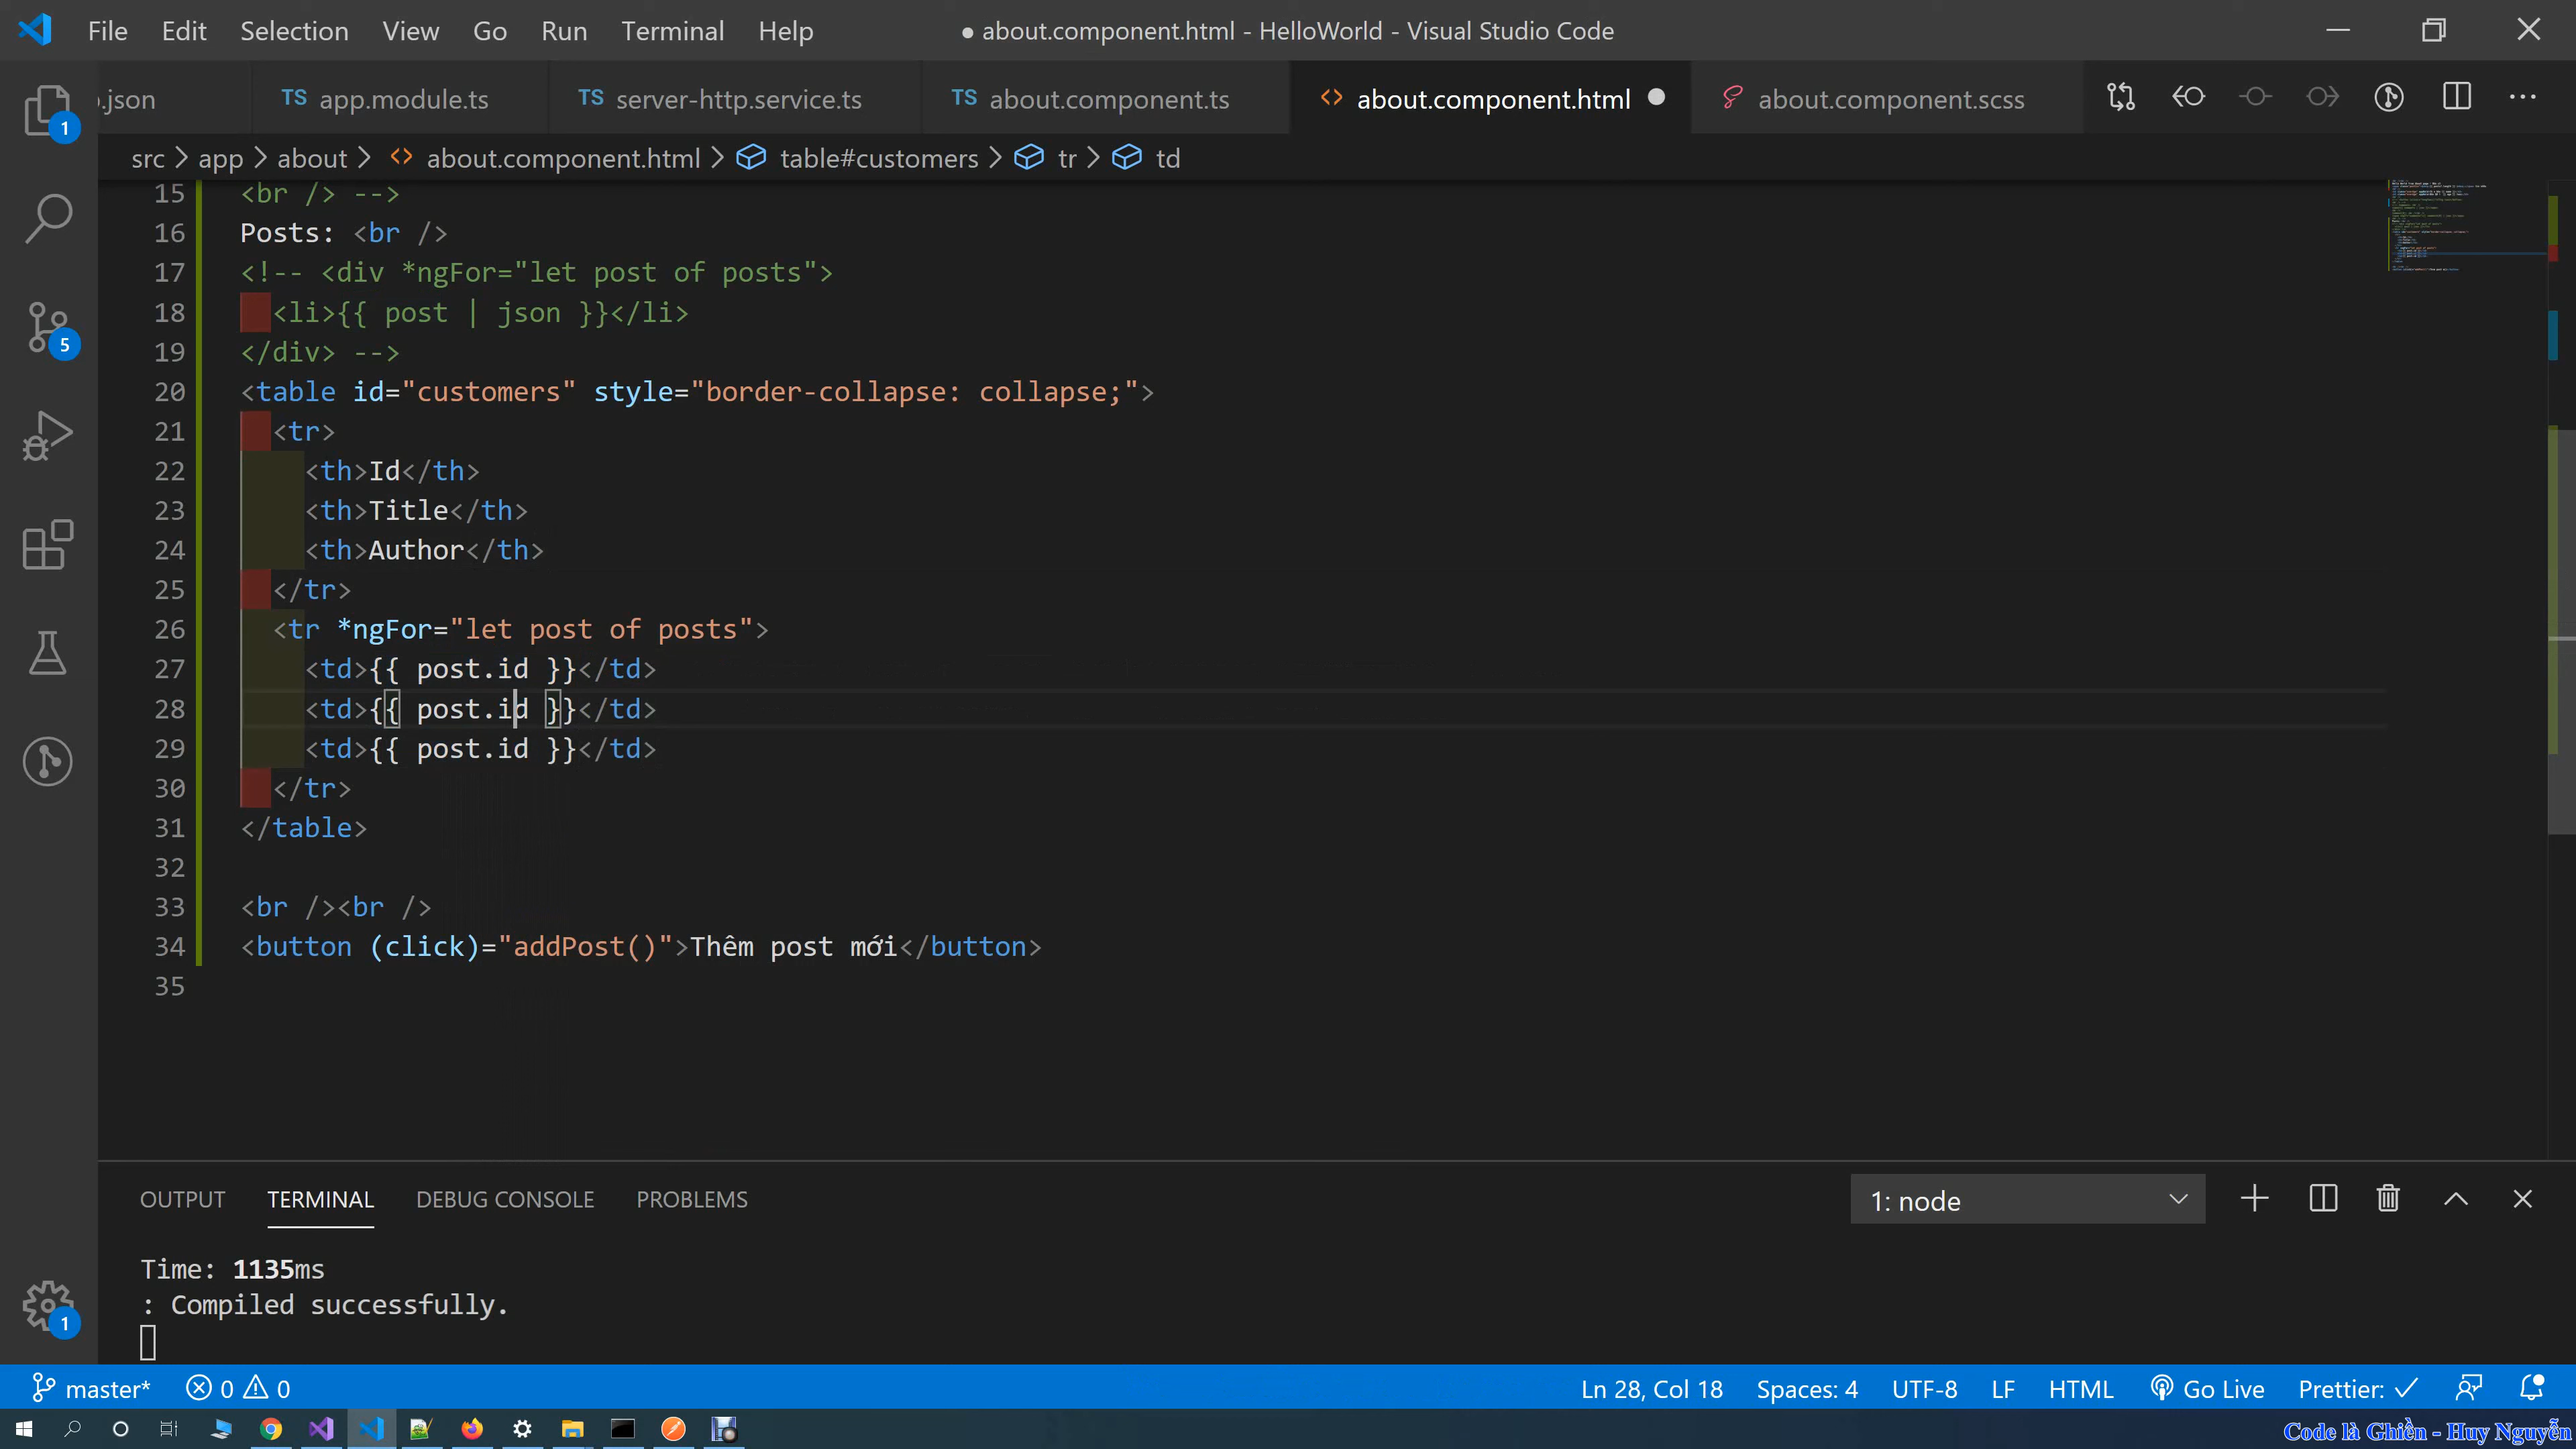 File Edit Selection View Go Run Terminal Help
● about.component.html - HelloWorld - Visual Studio Code
.json
TS app.module.ts
TS server-http.service.ts
TS about.component.ts
<> about.component.html ●
about.component.scss
src > app > about > <> about.component.html > table#customers > tr > td
15 <br /> -->
16 Posts: <br />
17 <!-- <div *ngFor="let post of posts">
18 <li>{{ post | json }}</li>
19 </div> -->
20 <table id="customers" style="border-collapse: collapse;">
21 <tr>
22 <th>Id</th>
23 <th>Title</th>
24 <th>Author</th>
25 </tr>
26 <tr *ngFor="let post of posts">
27 <td>{{ post.id }}</td>
28 <td>{{ post.id }}</td>
29 <td>{{ post.id }}</td>
30 </tr>
31 </table>
32
33 <br /><br />
34 <button (click)="addPost()">Thêm post mới</button>
35
1
5
1
OUTPUT TERMINAL DEBUG CONSOLE PROBLEMS
1: node
Time: 1135ms
: Compiled successfully.
master* 0 0
Ln 28, Col 18 Spaces: 4 UTF-8 LF HTML Go Live Prettier: ✓
Code là Ghiền - Huy Nguyễn